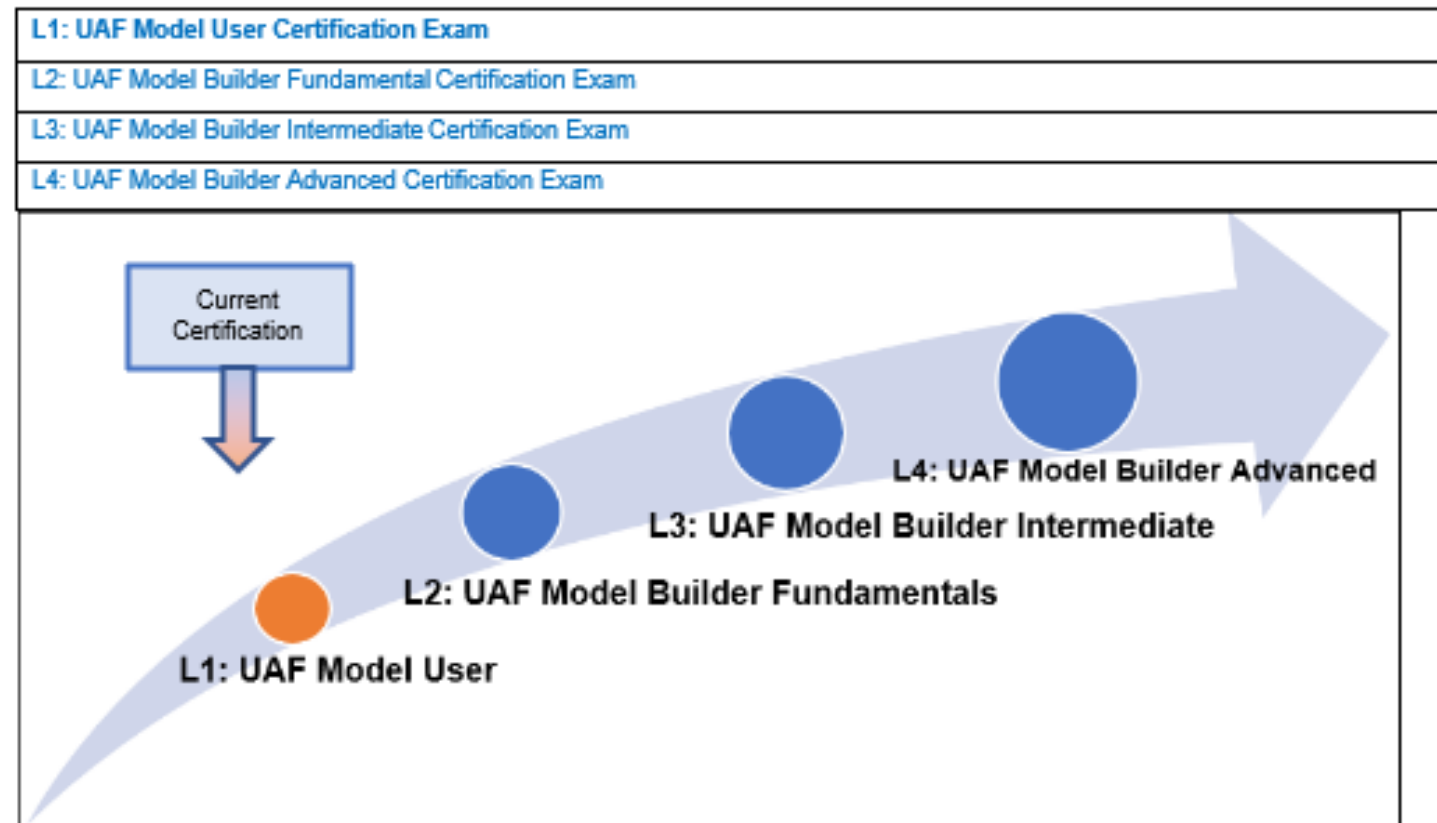 L1: UAF Model User Certification Exam
L2: UAF Model Builder Fundamental Certification Exam
L3: UAF Model Builder Intermediate Certification Exam
L4: UAF Model Builder Advanced Certification Exam
Current
Certification
L4: UAF Model Builder Advanced
L3: UAF Model Builder Intermediate
L2: UAF Model Builder Fundamentals
L1: UAF Model User